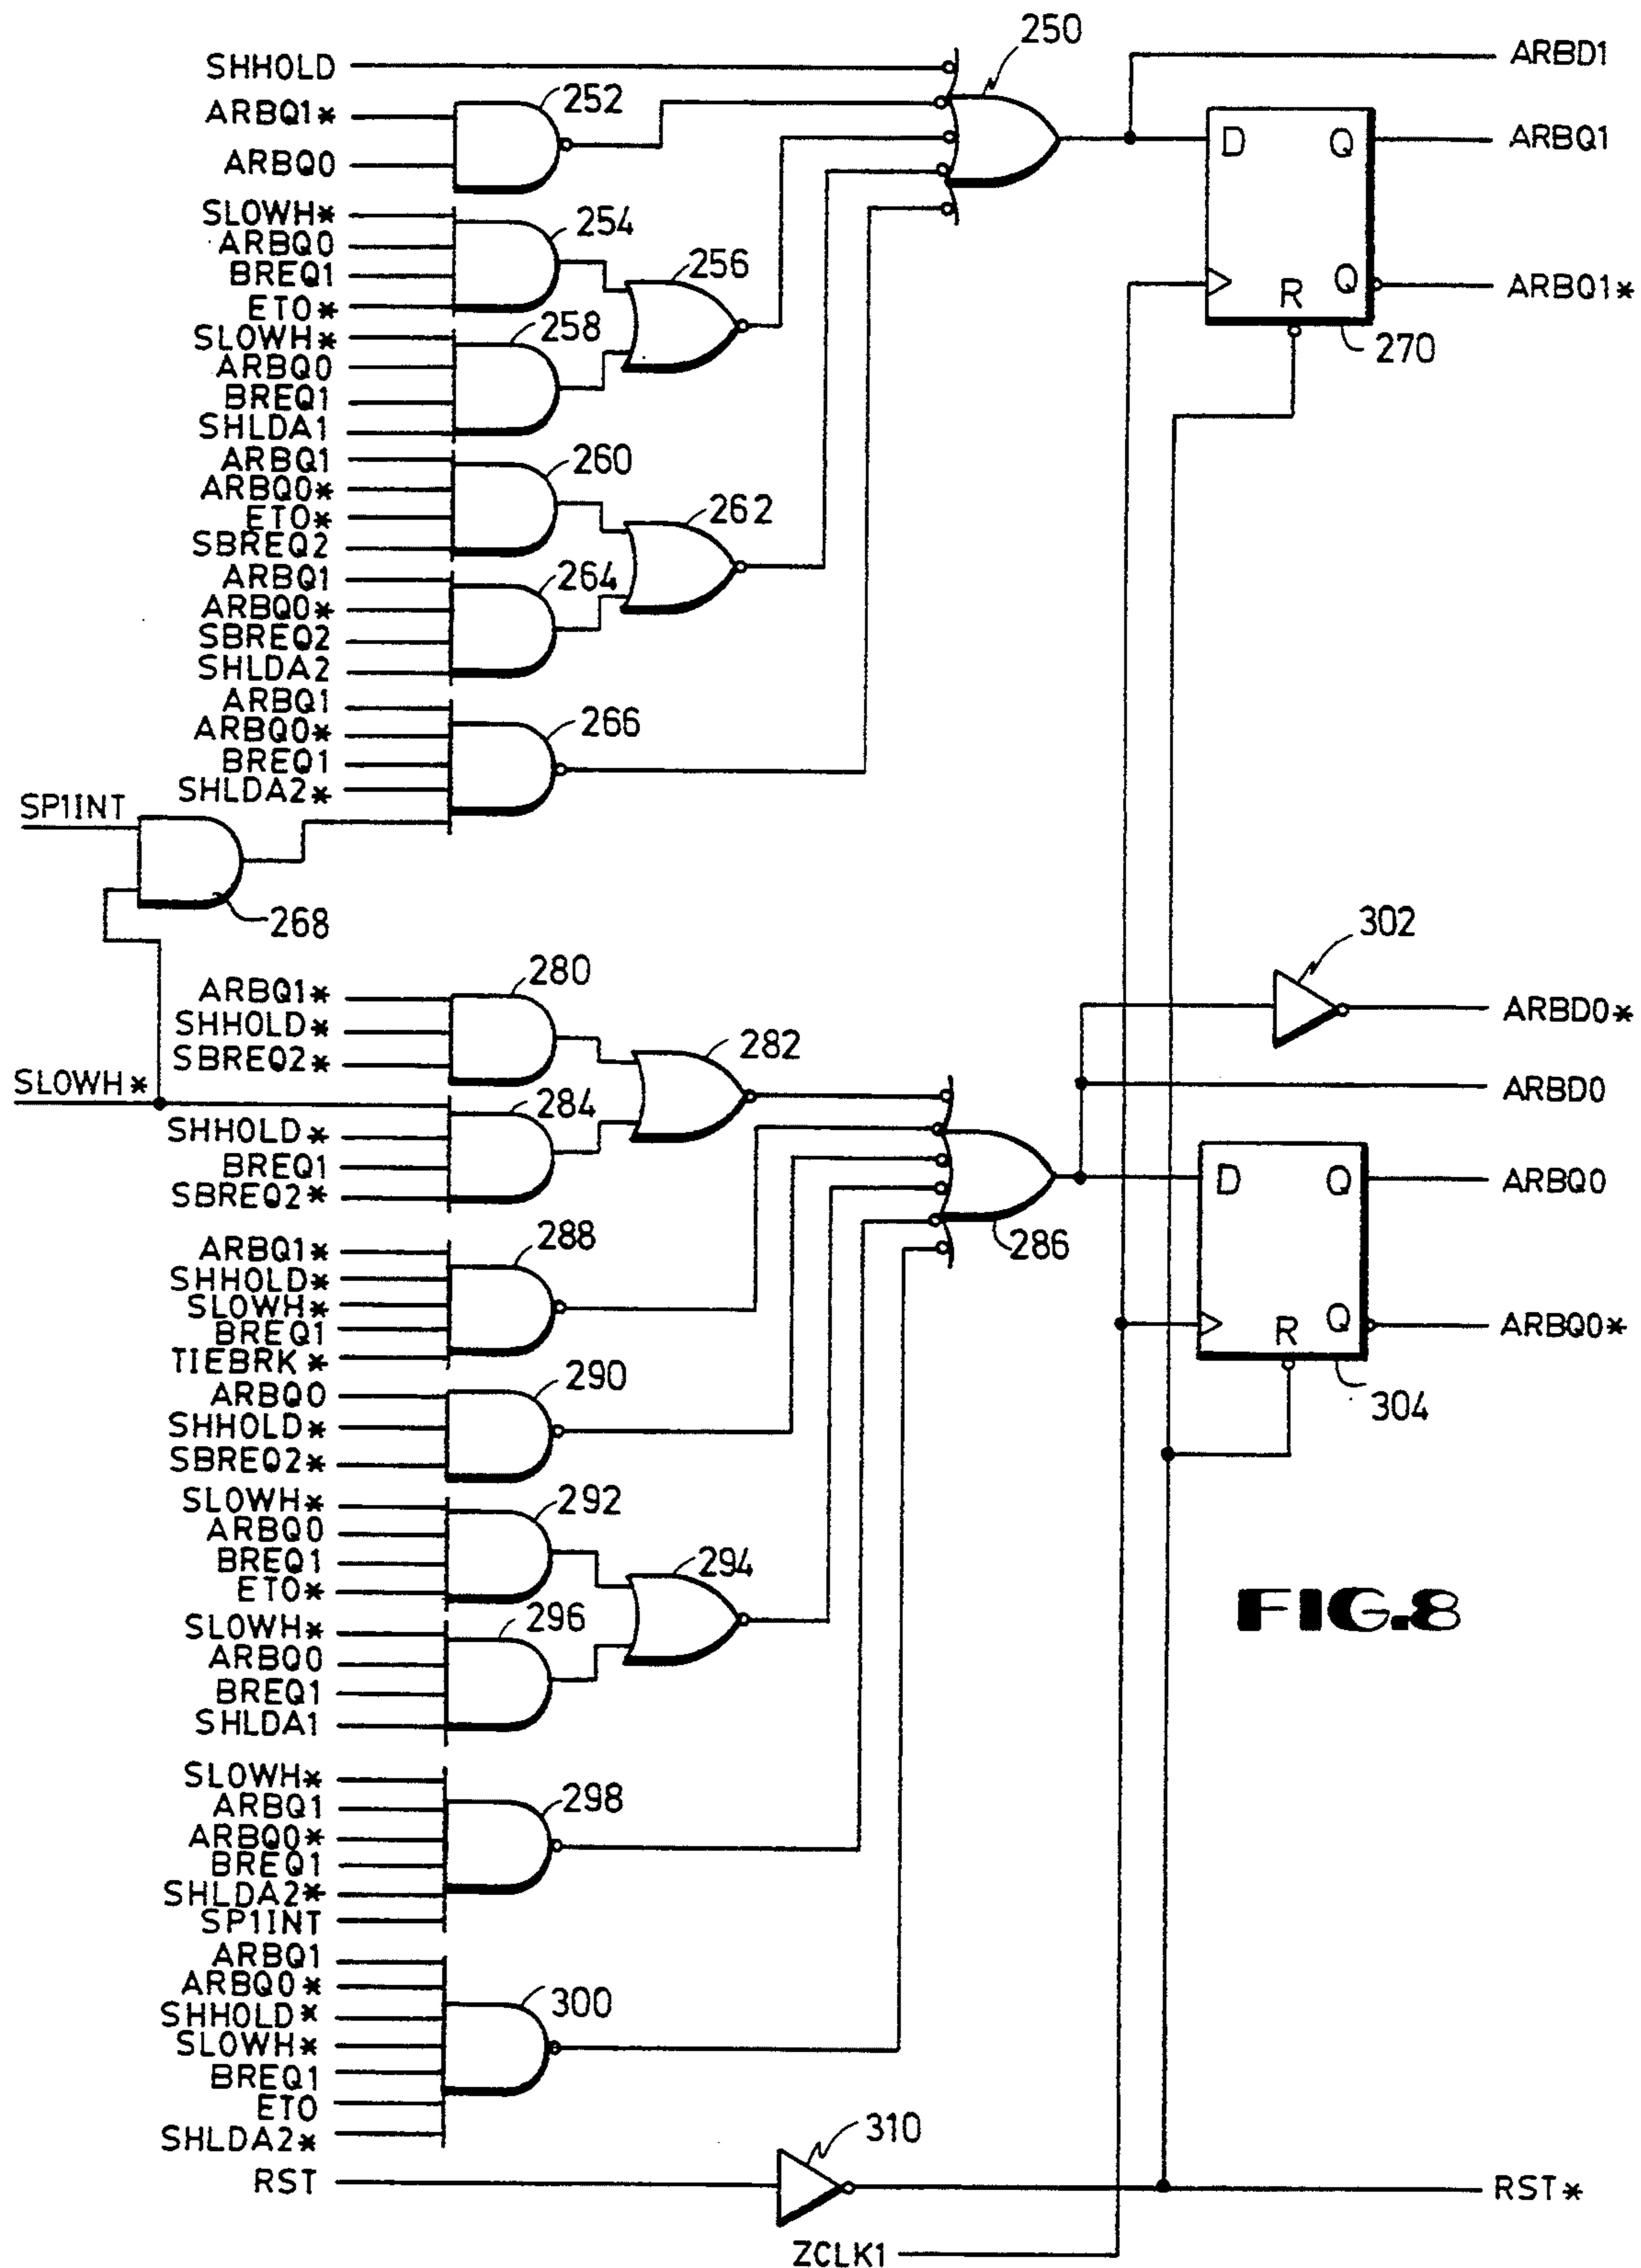 SHHOLD
ARBQ1*
ARBQ0
252
250
ARBD1
D Q
ARBQ1
SLOWH*
ARBQ0
BREQ1
ETO*
254
256
R Q
ARBQ1*
270
SLOWH*
ARBQ0
BREQ1
SHLDA1
258
ARBQ1
ARBQ0*
ETO*
SBREQ2
260
262
ARBQ1
ARBQ0*
SBREQ2
SHLDA2
264
ARBQ1
ARBQ0*
BREQ1
SHLDA2*
266
SP1INT
268
302
ARBD0*
ARBQ1*
SHHOLD*
SBREQ2*
280
282
SLOWH*
ARBD0
SHHOLD*
BREQ1
SBREQ2*
284
286
D Q
ARBQ0
ARBQ1*
SHHOLD*
SLOWH*
BREQ1
TIEBRK*
288
R Q
ARBQ0*
304
ARBQ0
SHHOLD*
SBREQ2*
290
SLOWH*
ARBQ0
BREQ1
ETO*
292
294
FIG.8
SLOWH*
ARBQ0
BREQ1
SHLDA1
296
SLOWH*
ARBQ1
ARBQ0*
BREQ1
SHLDA2*
SP1INT
298
ARBQ1
ARBQ0*
SHHOLD*
SLOWH*
BREQ1
ETO
SHLDA2*
300
RST
310
RST*
ZCLK1